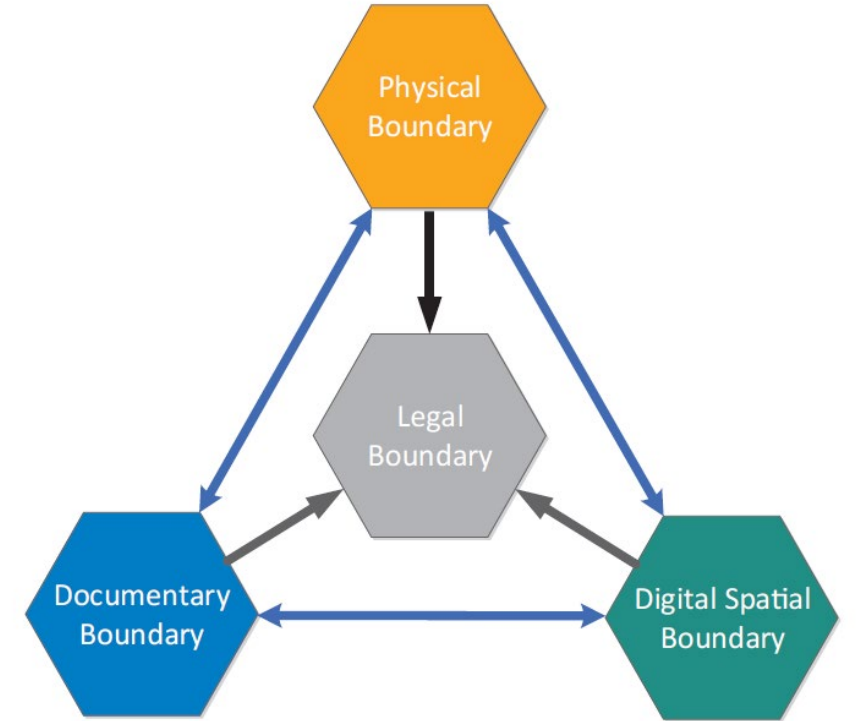 Physical
Boundary
Legal
Boundary
Documentary
Boundary
Digital Spatial
Boundary